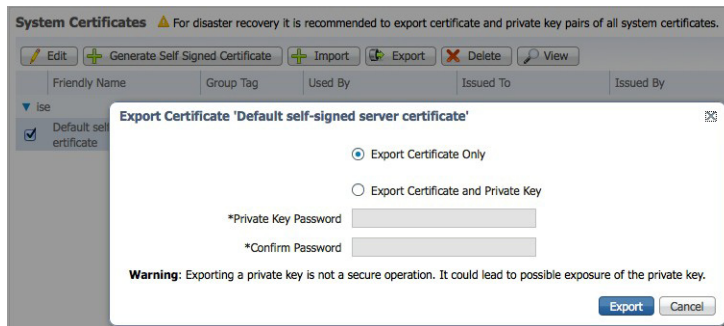 System Certificates For disaster recovery it is recommended to export certificate and private key pairs of all system certificates.
Edit Generate Self Signed Certificate Import Export Delete View
Friendly Name Group Tag Used By Issued To Issued By
ise
Default sel
ertificate
Export Certificate 'Default self-signed server certificate'
Export Certificate Only
Export Certificate and Private Key
*Private Key Password
*Confirm Password
Warning: Exporting a private key is not a secure operation. It could lead to possible exposure of the private key.
Export Cancel